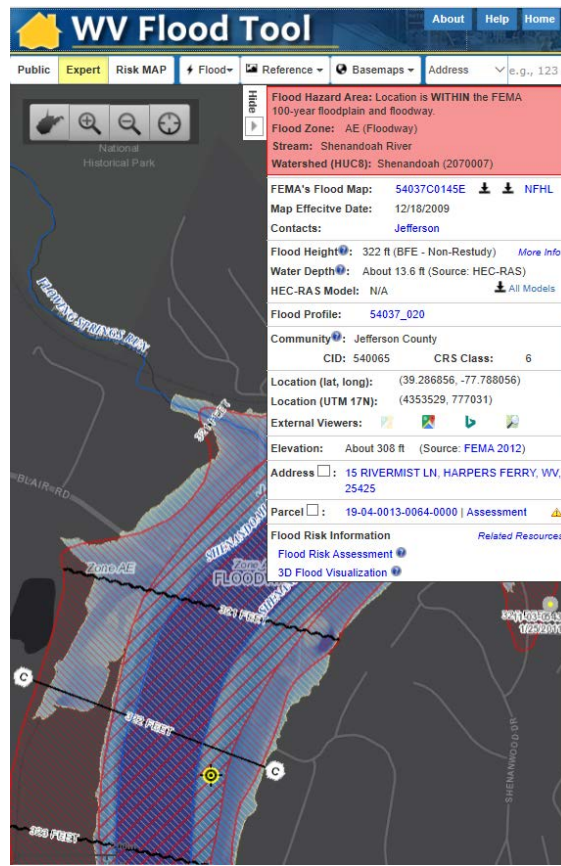 WV Flood Tool
About Help Home
Public Expert Risk MAP Flood Reference Basemaps Address e.g., 123
Hide
Flood Hazard Area: Location is WITHIN the FEMA
100-year floodplain and floodway.
Flood Zone: AE (Floodway)
Stream: Shenandoah River
Watershed (HUC8): Shenandoah (2070007)
FEMA's Flood Map: 54037C0145E NFHL
Map Effecitve Date: 12/18/2009
Contacts: Jefferson
Flood Height: 322 ft (BFE - Non-Restudy) More Info
Water Depth: About 13.6 ft (Source: HEC-RAS)
HEC-RAS Model: N/A All Models
Flood Profile: 54037_020
Community: Jefferson County
CID: 540065 CRS Class: 6
Location (lat, long): (39.286856, -77.788056)
Location (UTM 17N): (4353529, 777031)
External Viewers:
Elevation: About 308 ft (Source: FEMA 2012)
Address: 15 RIVERMIST LN, HARPERS FERRY, WV,
25425
Parcel: 19-04-0013-0064-0000 | Assessment
Flood Risk Information Related Resources
Flood Risk Assessment
3D Flood Visualization
National
Historical Park
FLOWING SPRINGS RUN
BLAIR RD
Zone AE
321 FEET
C
322 FEET
C
323 FEET
SHENANWOOD DR